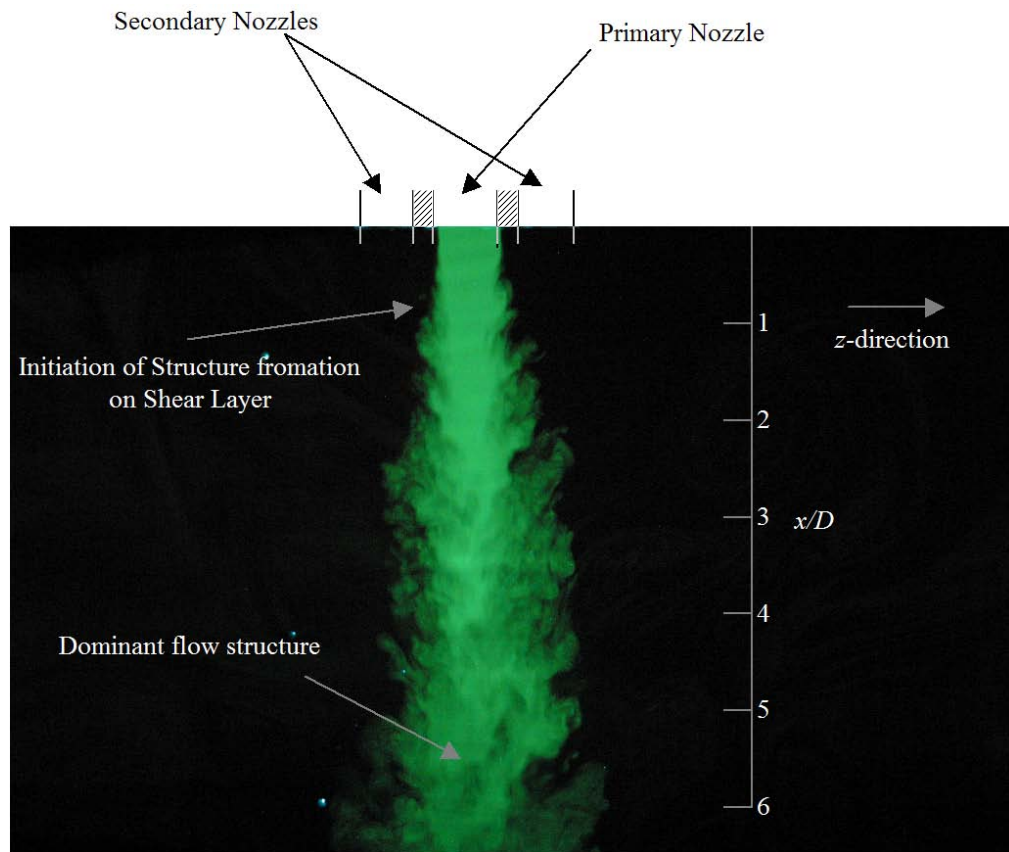 Secondary Nozzles
Primary Nozzle
1
z-direction
Initiation of Structure fromation
on Shear Layer
2
3
x/D
4
Dominant flow structure
5
6